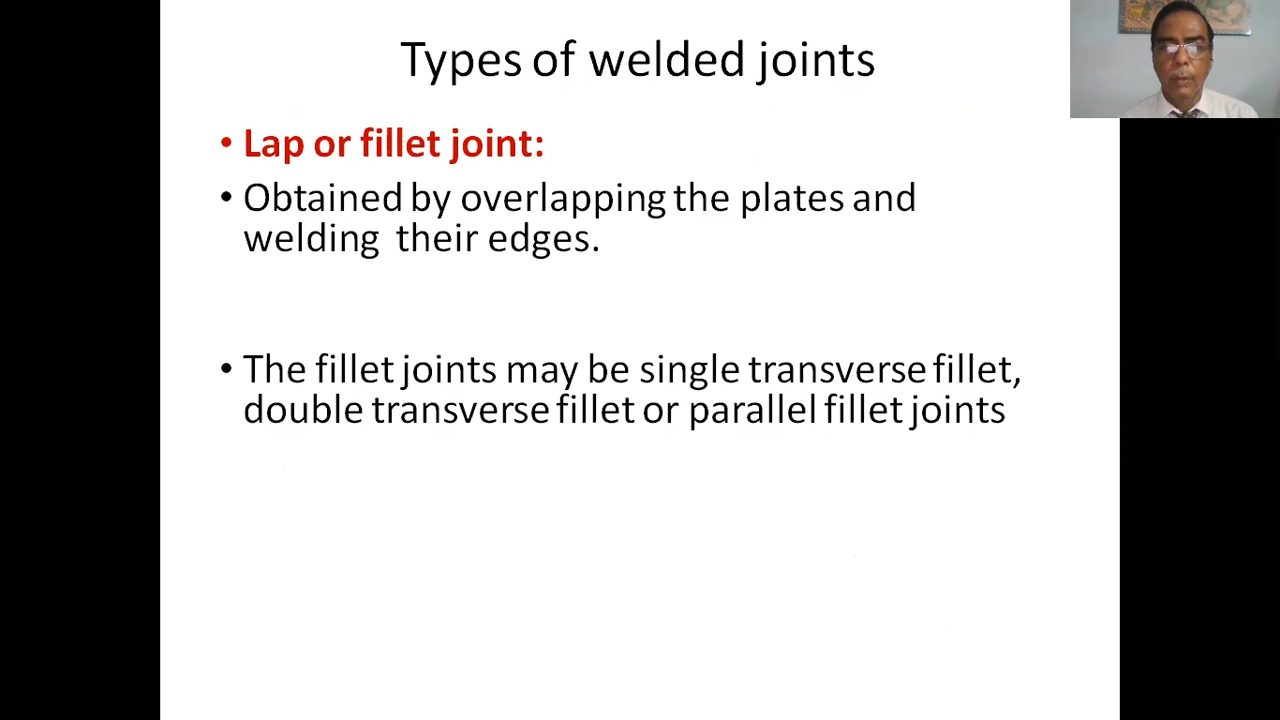 Types of welded joints
• Lap or fillet joint:
• Obtained by overlapping the plates and
welding their edges.
• The fillet joints may be single transverse fillet,
double transverse fillet or parallel fillet joints